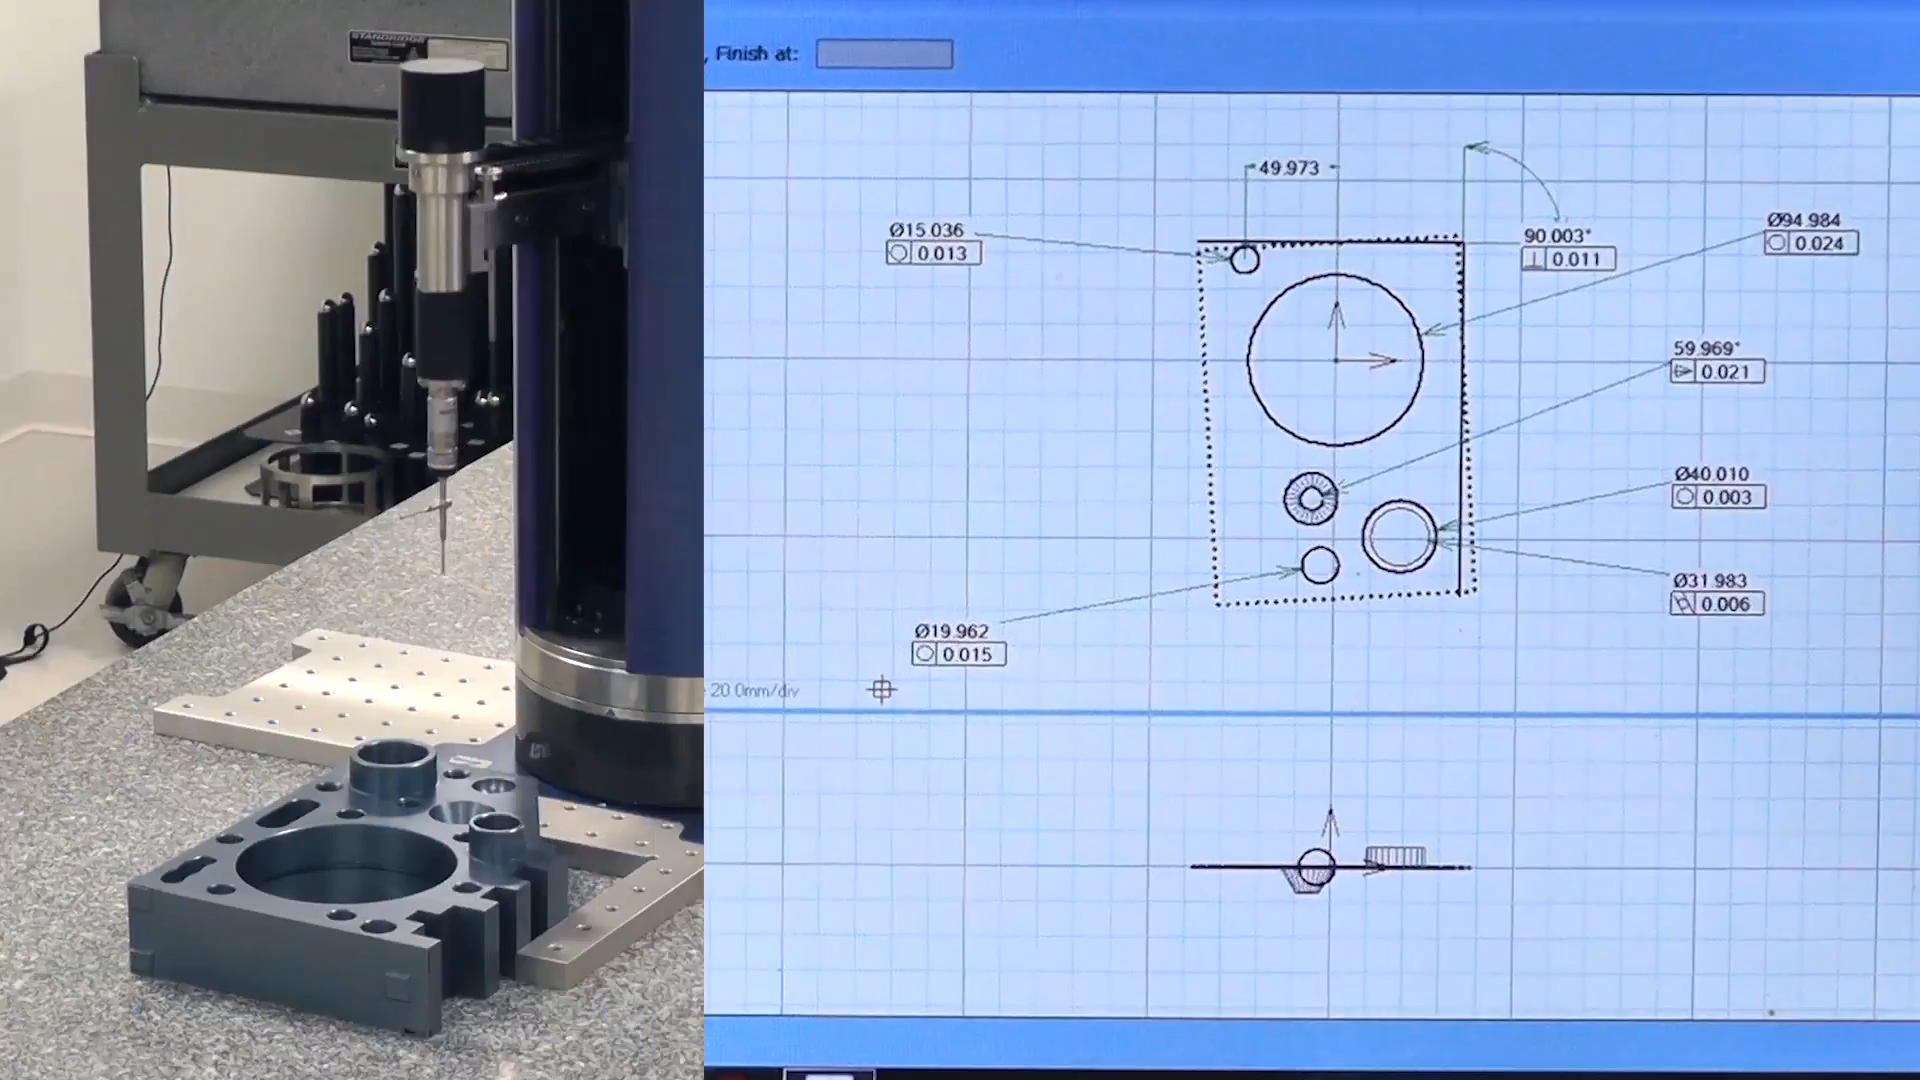 STANDRIDGE
, Finish at:
49.973
Ø15.036
0.013
90.003°
⊥ 0.011
Ø94.984
0.024
59.969°
0.021
Ø40.010
0.003
Ø31.983
0.006
Ø19.962
0.015
20.0mm/div